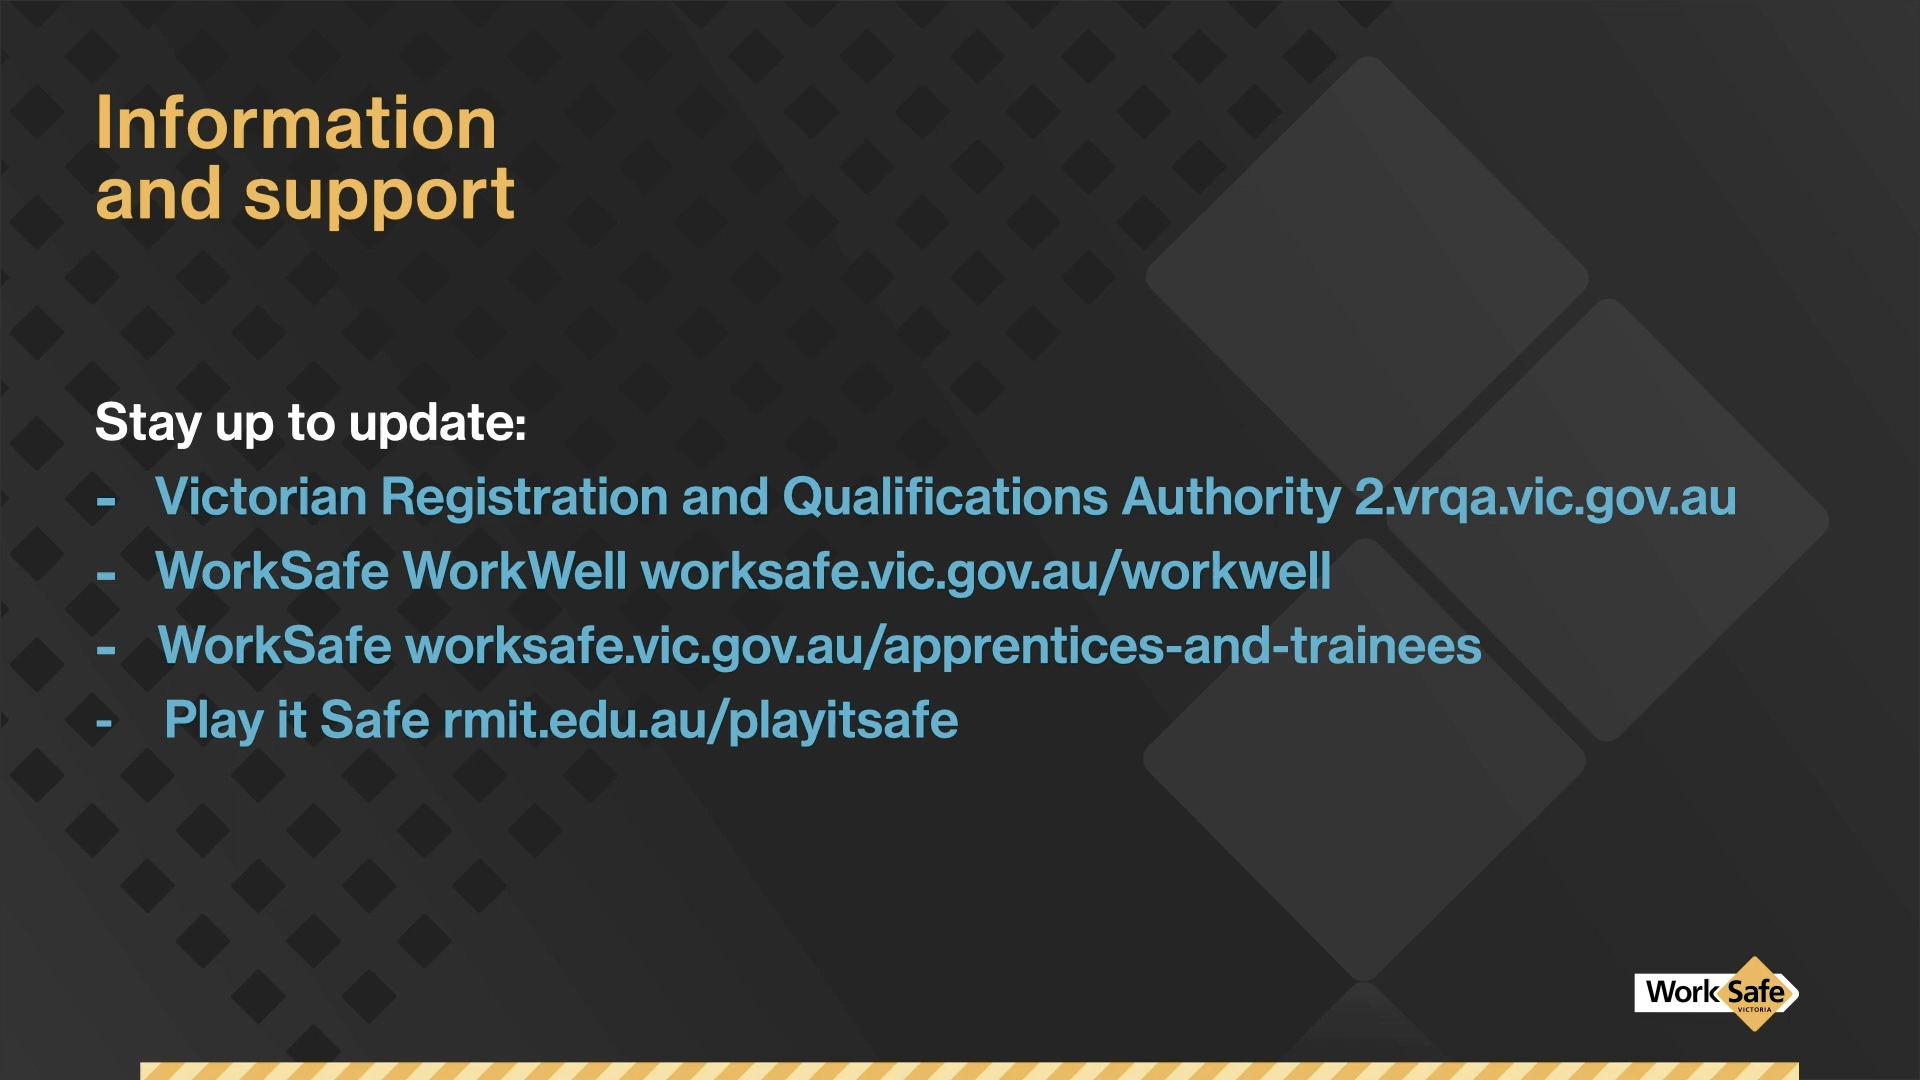 Information
and support
Stay up to update:
- Victorian Registration and Qualifications Authority 2.vrqa.vic.gov.au
- WorkSafe WorkWell worksafe.vic.gov.au/workwell
- WorkSafe worksafe.vic.gov.au/apprentices-and-trainees
- Play it Safe rmit.edu.au/playitsafe
WorkSafe
VICTORIA